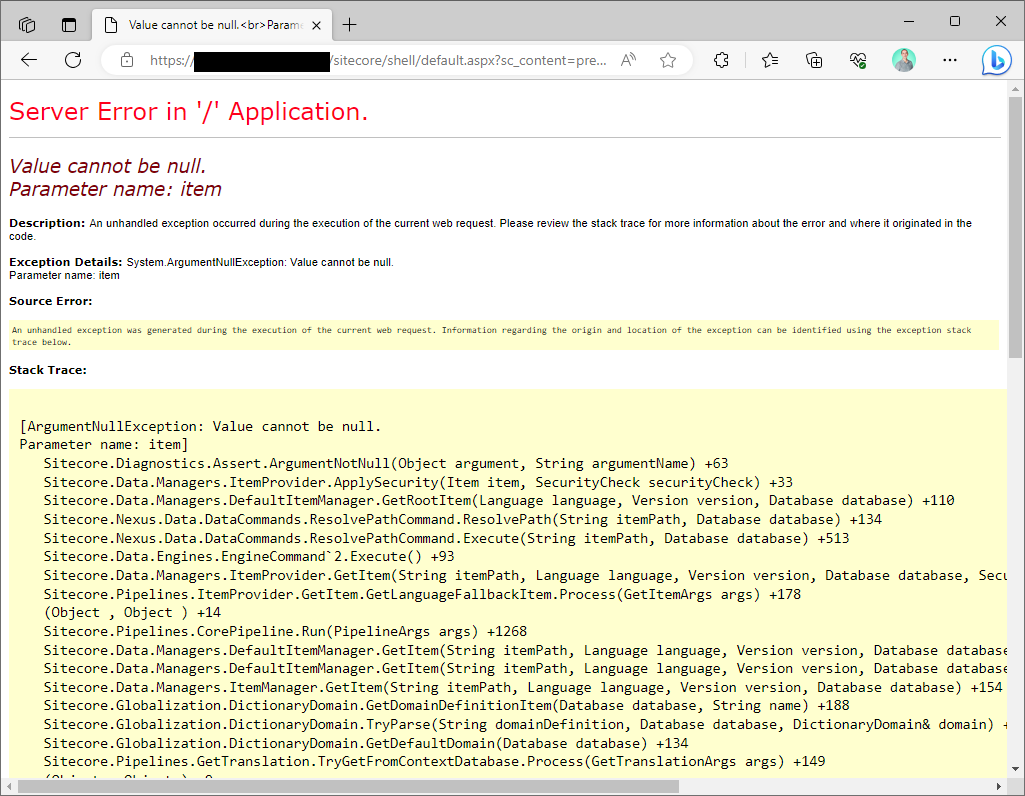 Value cannot be null.<br>Parame
https:// /sitecore/shell/default.aspx?sc_content=pre...
Server Error in '/' Application.
Value cannot be null.
Parameter name: item
Description: An unhandled exception occurred during the execution of the current web request. Please review the stack trace for more information about the error and where it originated in the
code.
Exception Details: System.ArgumentNullException: Value cannot be null.
Parameter name: item
Source Error:
An unhandled exception was generated during the execution of the current web request. Information regarding the origin and location of the exception can be identified using the exception stack
trace below.
Stack Trace:
[ArgumentNullException: Value cannot be null.
Parameter name: item]
Sitecore.Diagnostics.Assert.ArgumentNotNull(Object argument, String argumentName) +63
Sitecore.Data.Managers.ItemProvider.ApplySecurity(Item item, SecurityCheck securityCheck) +33
Sitecore.Data.Managers.DefaultItemManager.GetRootItem(Language language, Version version, Database database) +110
Sitecore.Nexus.Data.DataCommands.ResolvePathCommand.ResolvePath(String itemPath, Database database) +134
Sitecore.Nexus.Data.DataCommands.ResolvePathCommand.Execute(String itemPath, Database database) +513
Sitecore.Data.Engines.EngineCommand`2.Execute() +93
Sitecore.Data.Managers.ItemProvider.GetItem(String itemPath, Language language, Version version, Database database, Secu
Sitecore.Pipelines.ItemProvider.GetItem.GetLanguageFallbackItem.Process(GetItemArgs args) +178
(Object , Object ) +14
Sitecore.Pipelines.CorePipeline.Run(PipelineArgs args) +1268
Sitecore.Data.Managers.DefaultItemManager.GetItem(String itemPath, Language language, Version version, Database database
Sitecore.Data.Managers.DefaultItemManager.GetItem(String itemPath, Language language, Version version, Database database
Sitecore.Data.Managers.ItemManager.GetItem(String itemPath, Language language, Version version, Database database) +154
Sitecore.Globalization.DictionaryDomain.GetDomainDefinitionItem(Database database, String name) +188
Sitecore.Globalization.DictionaryDomain.TryParse(String domainDefinition, Database database, DictionaryDomain& domain) +
Sitecore.Globalization.DictionaryDomain.GetDefaultDomain(Database database) +134
Sitecore.Pipelines.GetTranslation.TryGetFromContextDatabase.Process(GetTranslationArgs args) +149